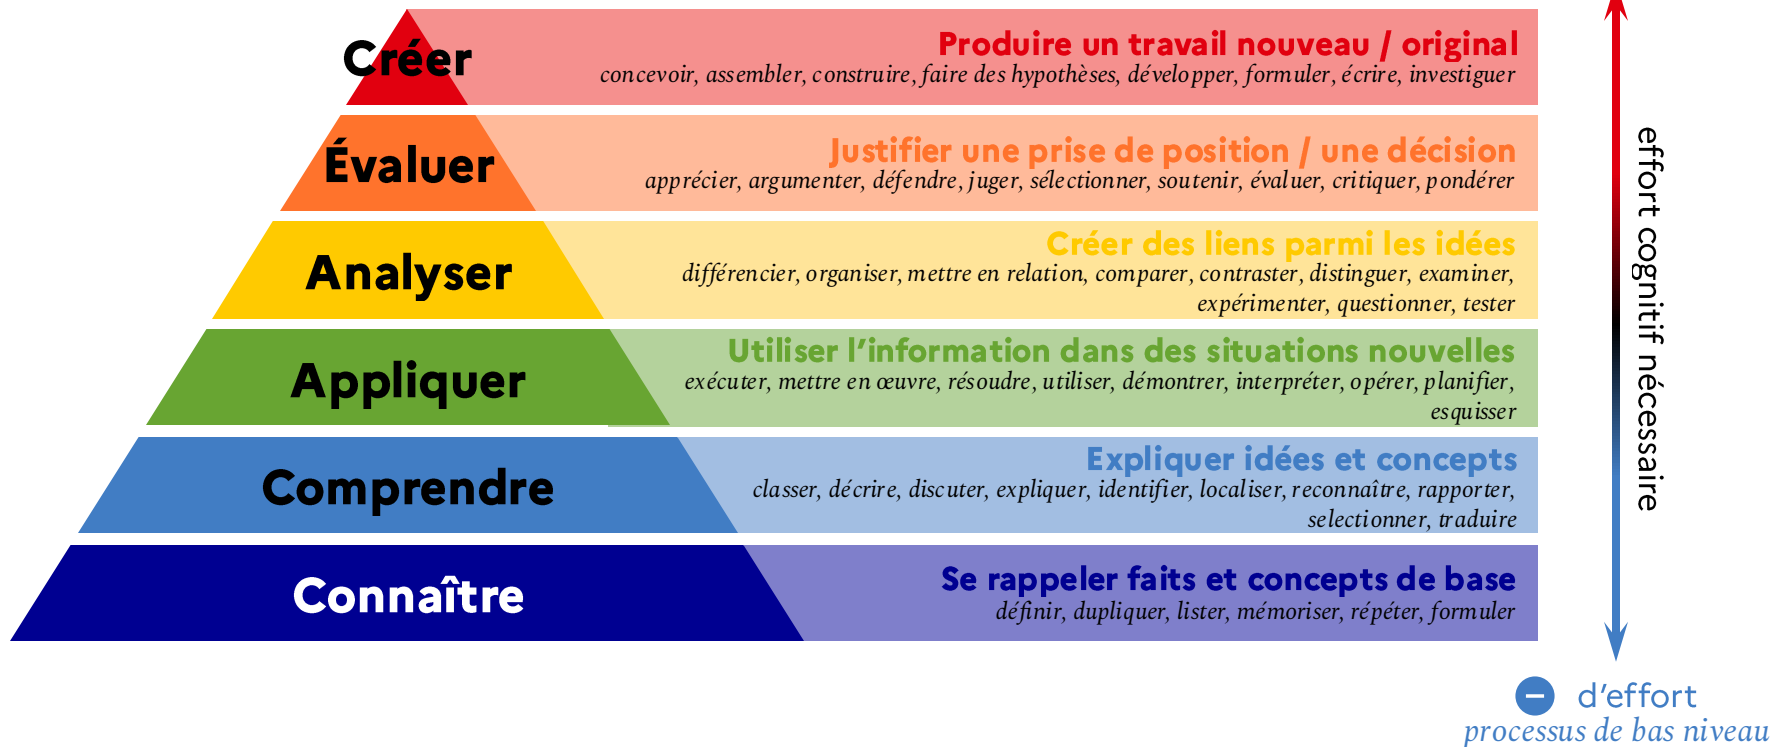 Créer
Produire un travail nouveau / original
concevoir, assembler, construire, faire des hypothèses, développer, formuler, écrire, investiguer
Évaluer
Justifier une prise de position / une décision
apprécier, argumenter, défendre, juger, sélectionner, soutenir, évaluer, critiquer, pondérer
Analyser
Créer des liens parmi les idées
différencier, organiser, mettre en relation, comparer, contraster, distinguer, examiner,
expérimenter, questionner, tester
Appliquer
Utiliser l'information dans des situations nouvelles
exécuter, mettre en œuvre, résoudre, utiliser, démontrer, interpréter, opérer, planifier,
esquisser
Comprendre
Expliquer idées et concepts
classer, décrire, discuter, expliquer, identifier, localiser, reconnaître, rapporter,
selectionner, traduire
Connaître
Se rappeler faits et concepts de base
définir, dupliquer, lister, mémoriser, répéter, formuler
effort cognitif nécessaire
− d'effort
processus de bas niveau